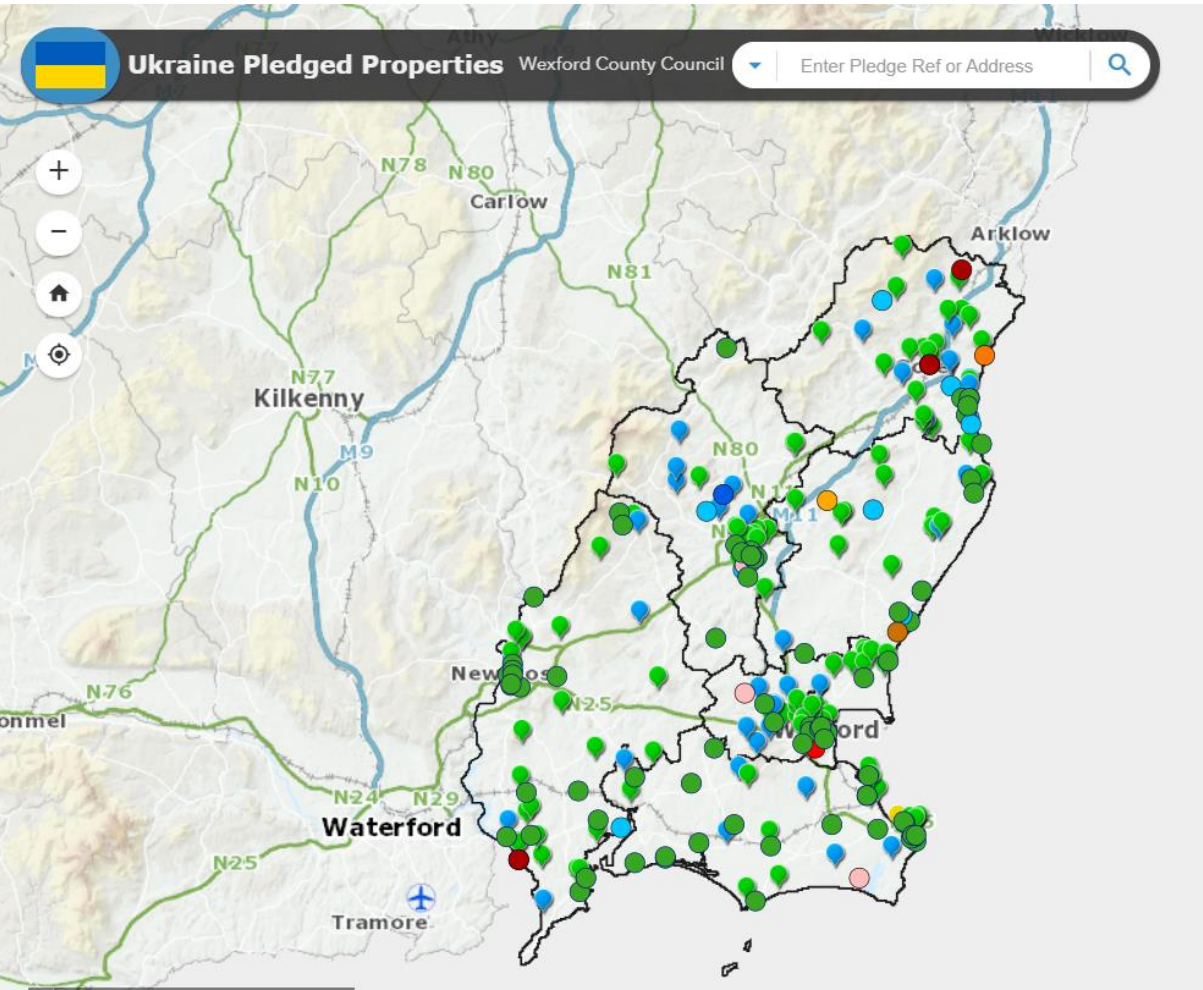 Ukraine Pledged Properties Wexford County Council
Enter Pledge Ref or Address
Athy
Wicklow
N78
N80
Carlow
Arklow
N81
N77
Kilkenny
M9
N80
N10
M11
N76
N25
N24
N29
Waterford
N25
Tramore